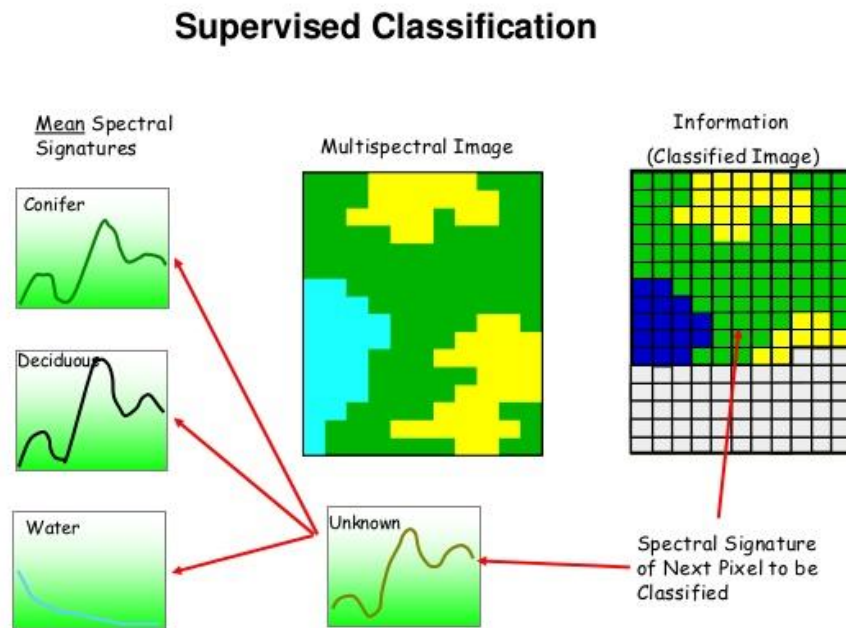 Supervised Classification
Mean Spectral
Signatures
Multispectral Image
Information
(Classified Image)
Conifer
Deciduous
Water
Unknown
Spectral Signature
of Next Pixel to be
Classified